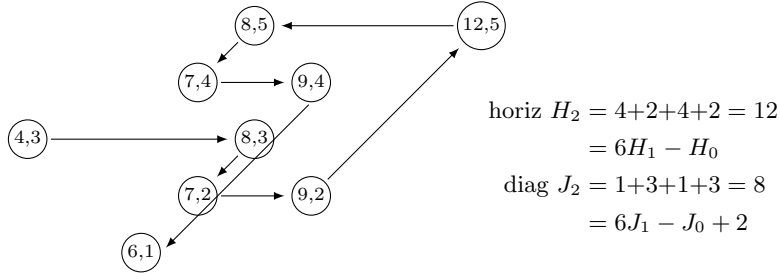 8,5
12,5
7,4
9,4
4,3
8,3
7,2
9,2
6,1
horiz H₂ = 4+2+4+2 = 12
= 6H₁ − H₀
diag J₂ = 1+3+1+3 = 8
= 6J₁ − J₀ + 2